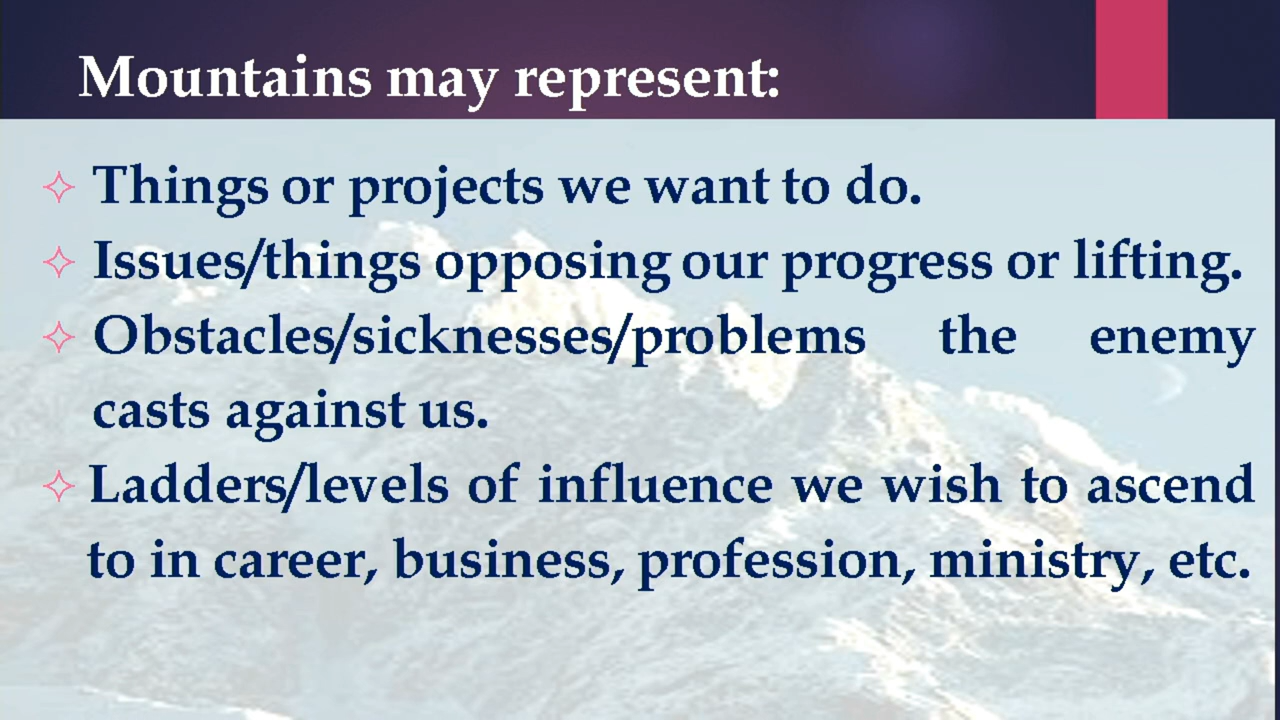 Mountains may represent:
Things or projects we want to do.
Issues/things opposing our progress or lifting.
Obstacles/sicknesses/problems the enemy
casts against us.
Ladders/levels of influence we wish to ascend
to in career, business, profession, ministry, etc.